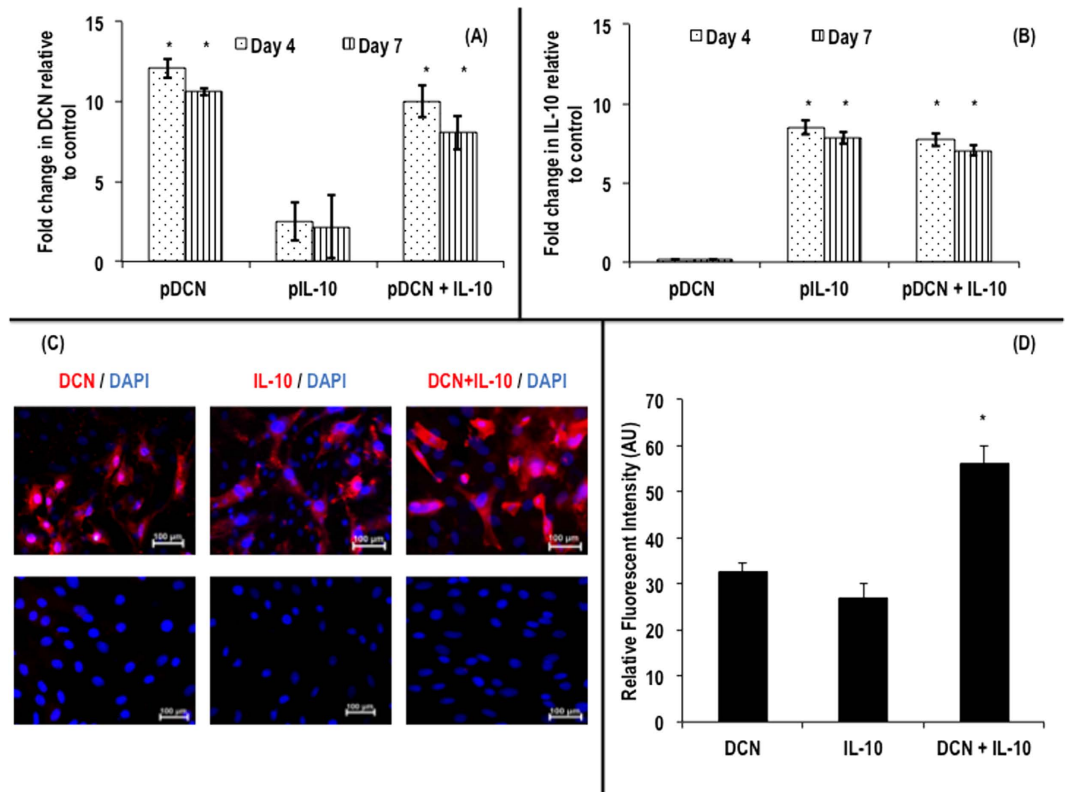 Fold change in DCN relative
to control
15
10
5
0
* * * *
Day 4 Day 7
(A)
pDCN pIL-10 pDCN + IL-10
Fold change in IL-10 relative
to control
15
10
5
0
* * * *
Day 4 Day 7
(B)
pDCN pIL-10 pDCN + IL-10
(C)
DCN / DAPI IL-10 / DAPI DCN+IL-10 / DAPI
100 µm 100 µm 100 µm
100 µm 100 µm 100 µm
(D)
Relative Fluorescent Intensity (AU)
70
60
50
40
30
20
10
0
*
DCN IL-10 DCN + IL-10